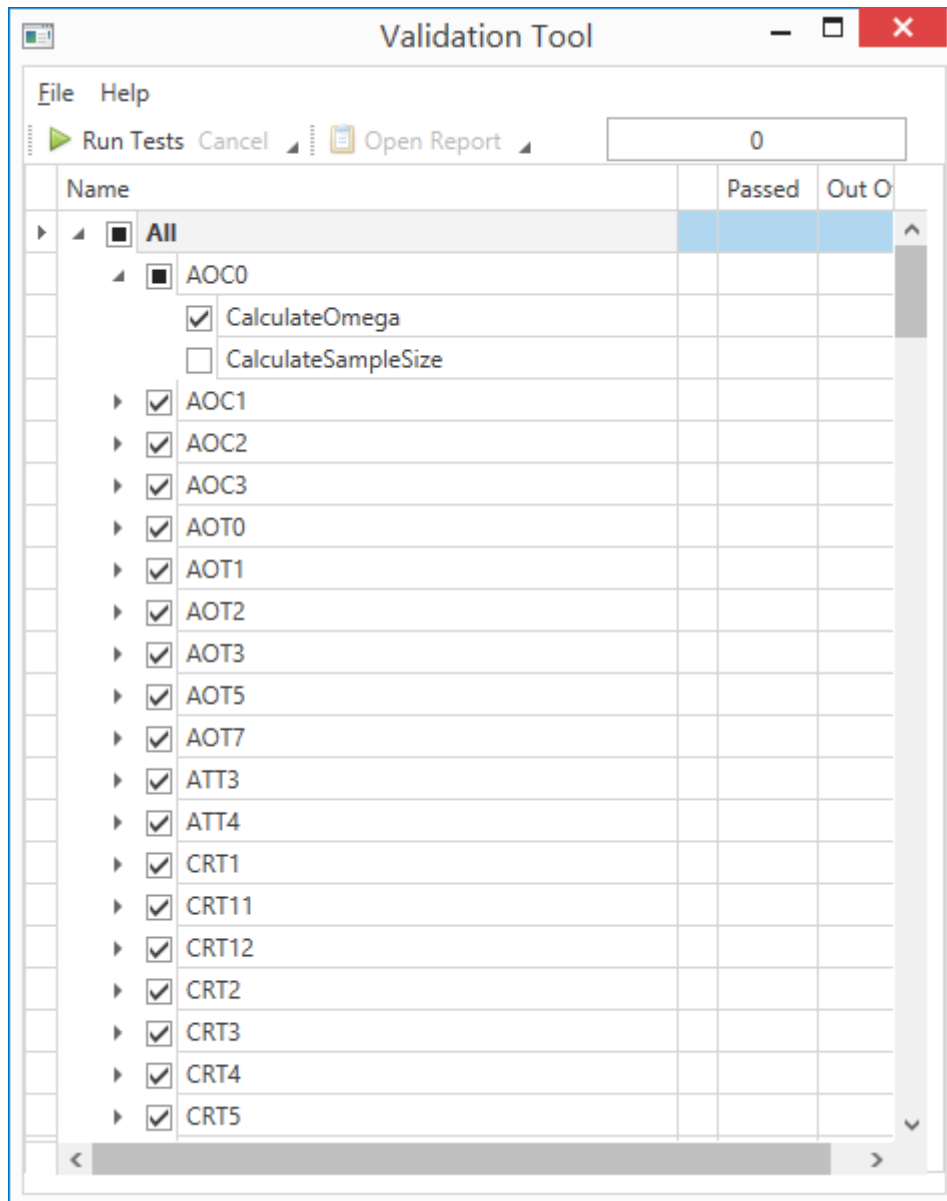 Validation Tool
File Help
Run Tests Cancel Open Report 0
Name Passed Out O
All
AOC0
CalculateOmega
CalculateSampleSize
AOC1
AOC2
AOC3
AOT0
AOT1
AOT2
AOT3
AOT5
AOT7
ATT3
ATT4
CRT1
CRT11
CRT12
CRT2
CRT3
CRT4
CRT5